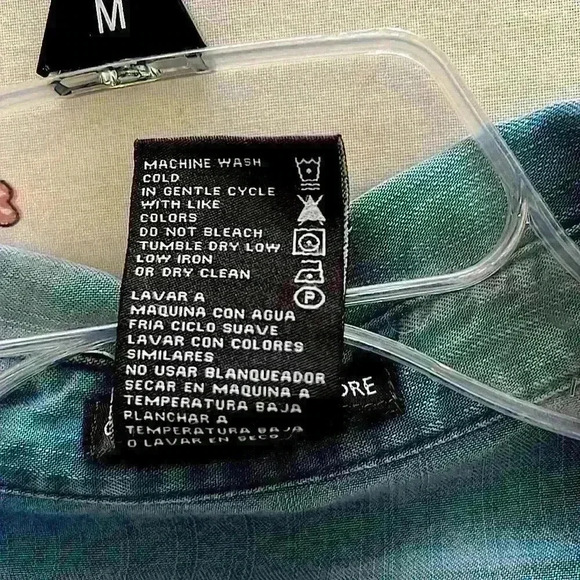 M
MACHINE WASH
COLD
IN GENTLE CYCLE
WITH LIKE
COLORS
DO NOT BLEACH
TUMBLE DRY LOW
LOW IRON
OR DRY CLEAN
P
LAVAR A
MAQUINA CON AGUA
FRIA CICLO SUAVE
LAVAR CON COLORES
SIMILARES
NO USAR BLANQUEADOR
SECAR EN MAQUINA A
TEMPERATURA BAJA
PLANCHAR A
TEMPERATURA BAJA
O LAVAR EN SECO
DRE